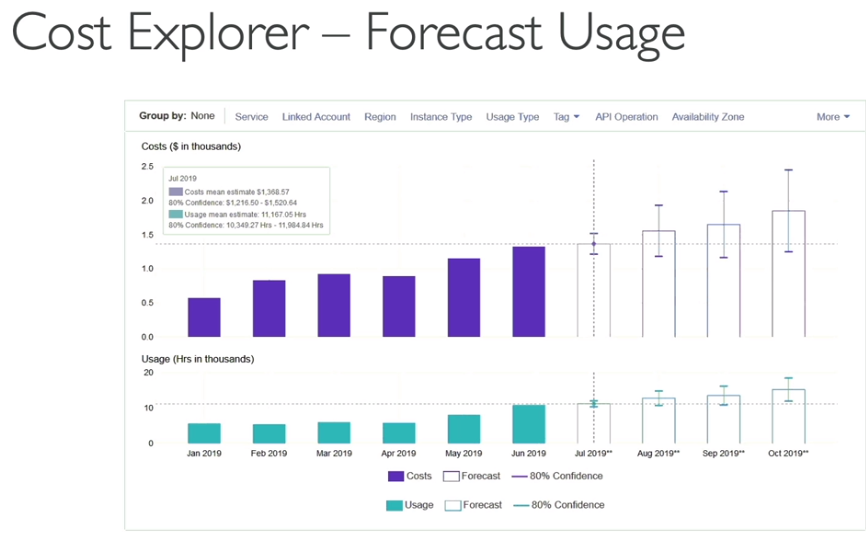 Cost Explorer – Forecast Usage
Group by: None Service Linked Account Region Instance Type Usage Type Tag API Operation Availability Zone More
Costs ($ in thousands)
2.5
2.0
1.5
1.0
0.5
0.0
Jul 2019
Costs mean estimate $1,368.57
80% Confidence: $1,216.50 - $1,520.64
Usage mean estimate: 11,167.05 Hrs
80% Confidence: 10,349.27 Hrs - 11,984.84 Hrs
Usage (Hrs in thousands)
20
10
0
Jan 2019 Feb 2019 Mar 2019 Apr 2019 May 2019 Jun 2019 Jul 2019** Aug 2019** Sep 2019** Oct 2019**
Costs Forecast 80% Confidence
Usage Forecast 80% Confidence